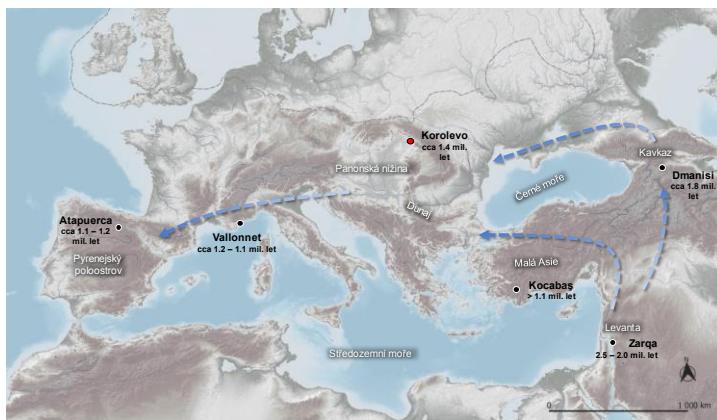 Korolevo
cca 1.4 mil.
let
Kavkaz
Panonská nížina
Dmanisi
cca 1.8 mil.
let
Černé moře
Dunaj
Atapuerca
cca 1.1 – 1.2
mil. let
Vallonnet
cca 1.2 – 1.1 mil. let
Pyrenejský
poloostrov
Malá Asie
Kocabaş
> 1.1 mil. let
Levanta
Zarqa
2.5 – 2.0 mil. let
Středozemní moře
N
0
1 000 km